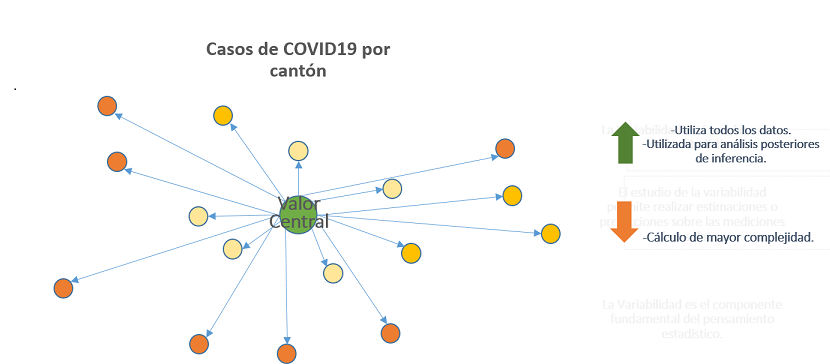 Casos de COVID19 por
cantón
.
Valor
Central
-Utiliza todos los datos.
-Utilizada para análisis posteriores
de inferencia.
El estudio de la variabilidad
realizar estimaciones o
sobre las mediciones
-Cálculo de mayor complejidad.
La Variabilidad es el componente
fundamental del pensamiento
estadístico.